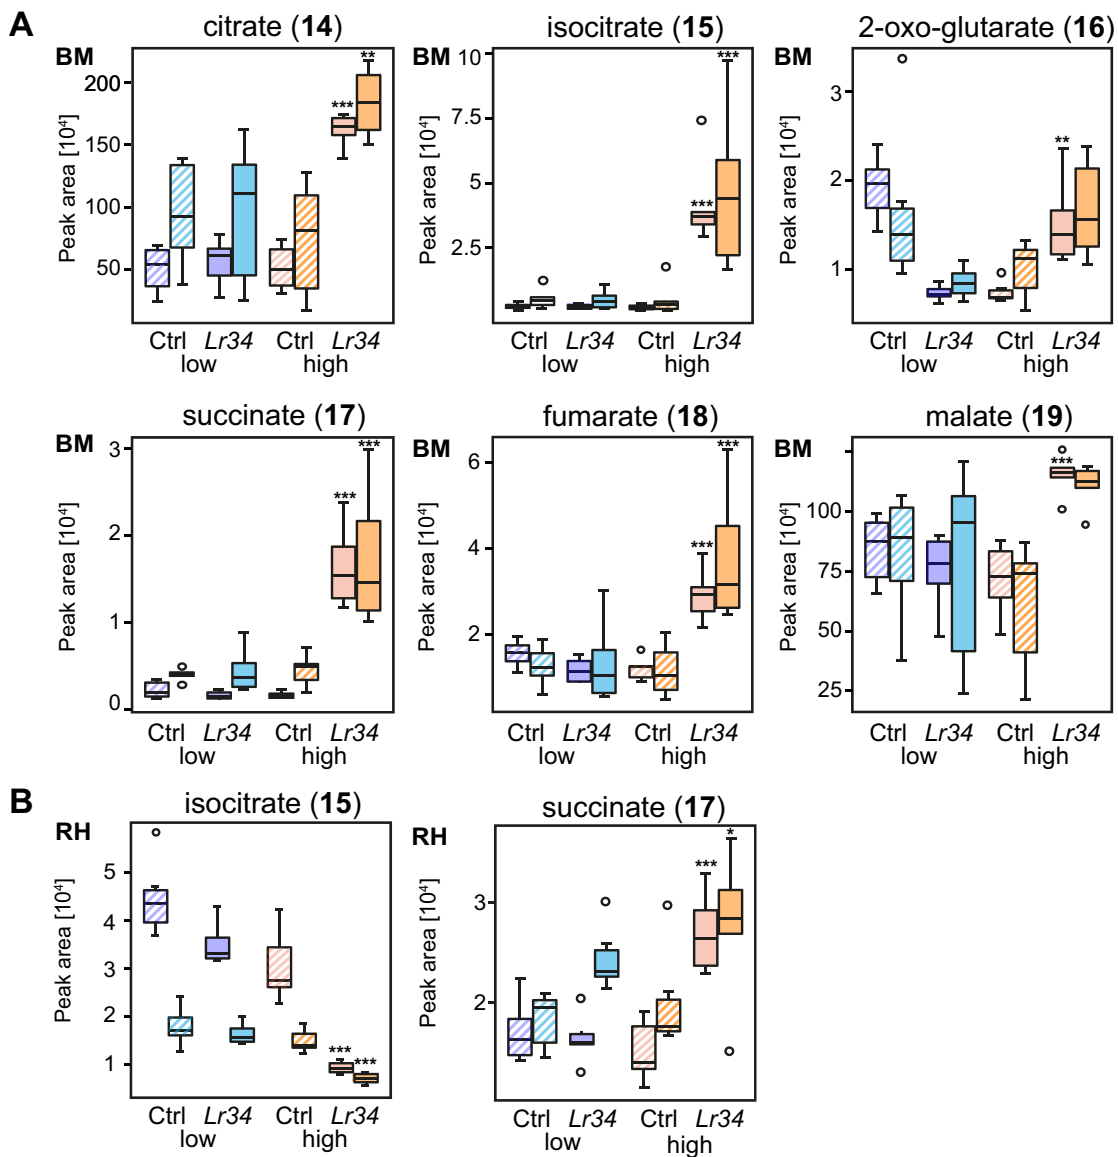 A
citrate (14)
isocitrate (15)
2-oxo-glutarate (16)
BM
BM
BM
Peak area [10⁴]
200
150
100
50
***
**
Ctrl Lr34 Ctrl Lr34
low high
Peak area [10⁴]
10
7.5
5
2.5
***
***
Ctrl Lr34 Ctrl Lr34
low high
Peak area [10⁴]
3
2
1
**
Ctrl Lr34 Ctrl Lr34
low high
succinate (17)
fumarate (18)
malate (19)
BM
BM
BM
Peak area [10⁴]
3
2
1
0
***
***
Ctrl Lr34 Ctrl Lr34
low high
Peak area [10⁴]
6
4
2
***
***
Ctrl Lr34 Ctrl Lr34
low high
Peak area [10⁴]
100
75
50
25
***
Ctrl Lr34 Ctrl Lr34
low high
B
isocitrate (15)
succinate (17)
RH
RH
Peak area [10⁴]
5
4
3
2
1
***
***
Ctrl Lr34 Ctrl Lr34
low high
Peak area [10⁴]
3
2
***
*
Ctrl Lr34 Ctrl Lr34
low high